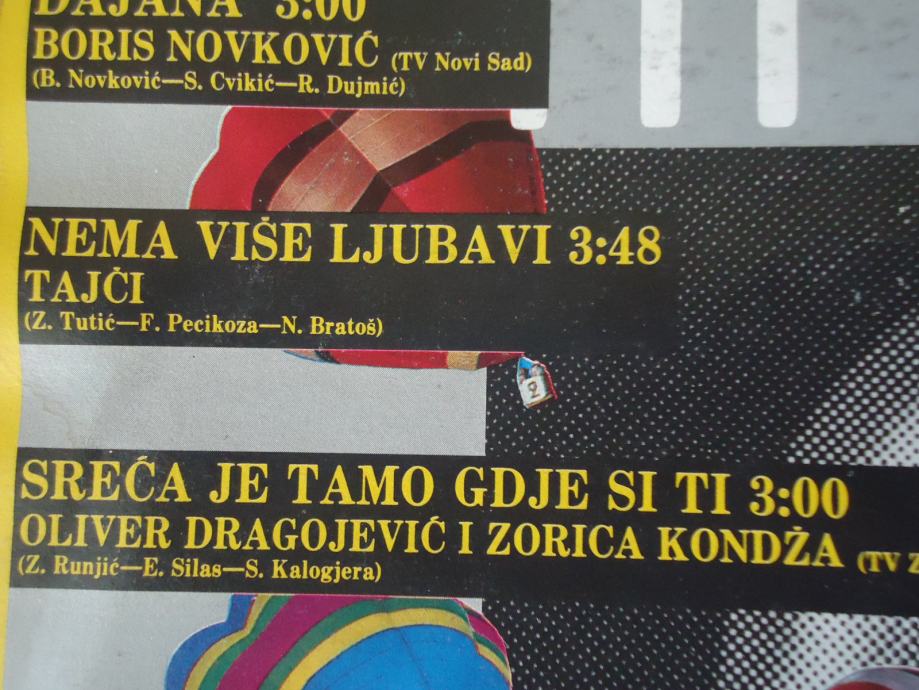 DAJANA 3:00
BORIS NOVKOVIĆ (TV Novi Sad)
(B. Novković—S. Cvikić—R. Dujmić)
NEMA VIŠE LJUBAVI 3:48
TAJČI
(Z. Tutić—F. Pecikoza—N. Bratoš)
SREĆA JE TAMO GDJE SI TI 3:00
OLIVER DRAGOJEVIĆ I ZORICA KONDŽA (TV Z
(Z. Runjić—E. Silas—S. Kalogjera)